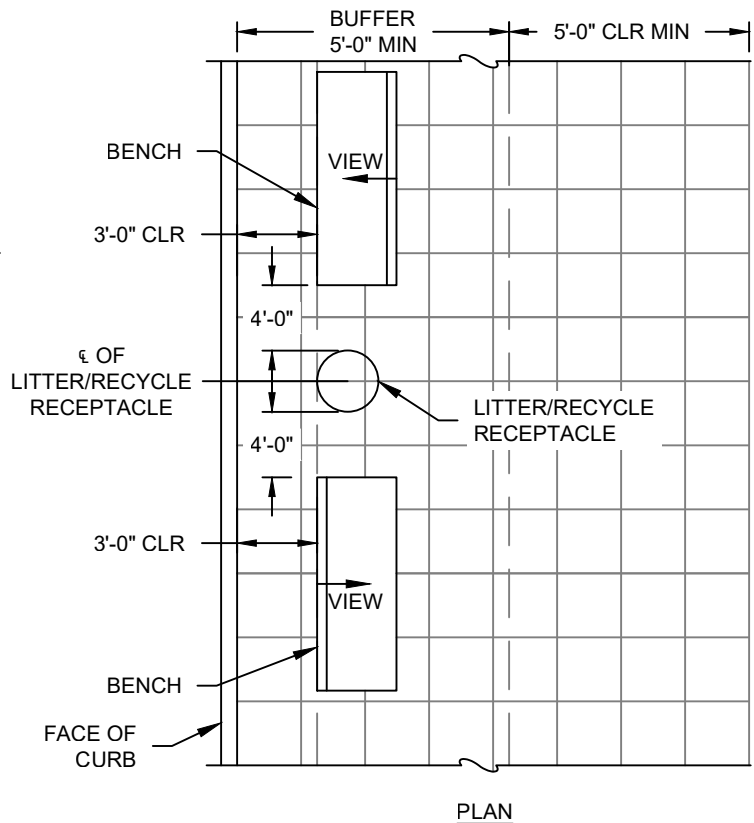 BUFFER
5'-0" MIN
5'-0" CLR MIN
BENCH
VIEW
3'-0" CLR
4'-0"
℄ OF
LITTER/RECYCLE
RECEPTACLE
LITTER/RECYCLE
RECEPTACLE
4'-0"
3'-0" CLR
VIEW
BENCH
FACE OF
CURB
PLAN